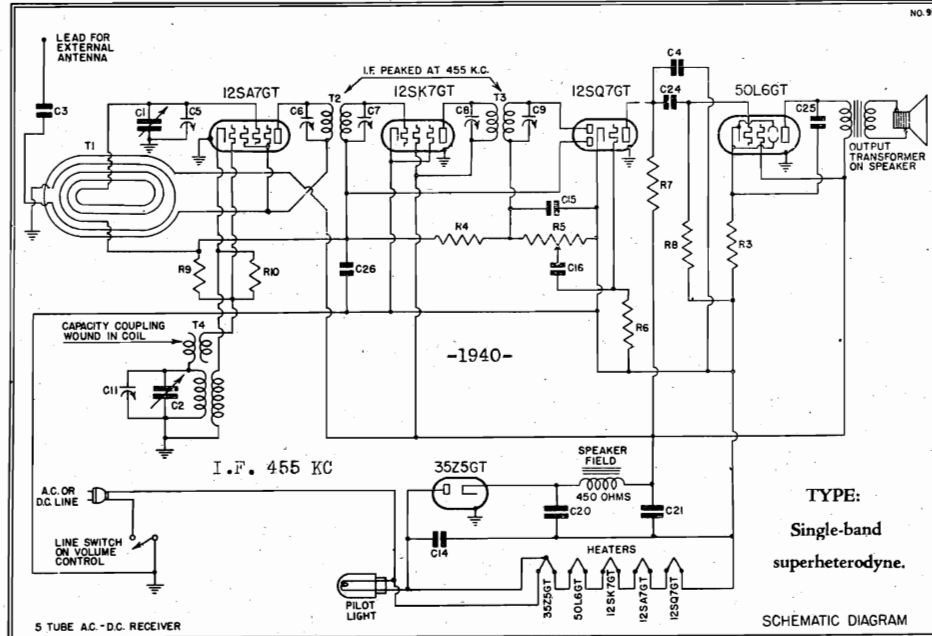 NO. 9
LEAD FOR
EXTERNAL
ANTENNA
I.F. PEAKED AT 455 K.C.
C4
C3
C1
C5
12SA7GT
C6
T2
C7
12SK7GT
C8
T3
C9
12SQ7GT
C24
50L6GT
C25
T1
OUTPUT
TRANSFORMER
ON SPEAKER
R7
C15
R4
R5
R8
R3
R9
R10
C26
C16
R6
CAPACITY COUPLING
WOUND IN COIL
T4
-1940-
C11
C2
I.F. 455 KC
35Z5GT
SPEAKER
FIELD
450 OHMS
A.C. OR
D.C. LINE
C20
C21
TYPE:
Single-band
superheterodyne.
LINE SWITCH
ON VOLUME
CONTROL
C14
HEATERS
35Z5GT
50L6GT
12SK7GT
12SA7GT
12SQ7GT
PILOT
LIGHT
5 TUBE A.C.-D.C. RECEIVER
SCHEMATIC DIAGRAM